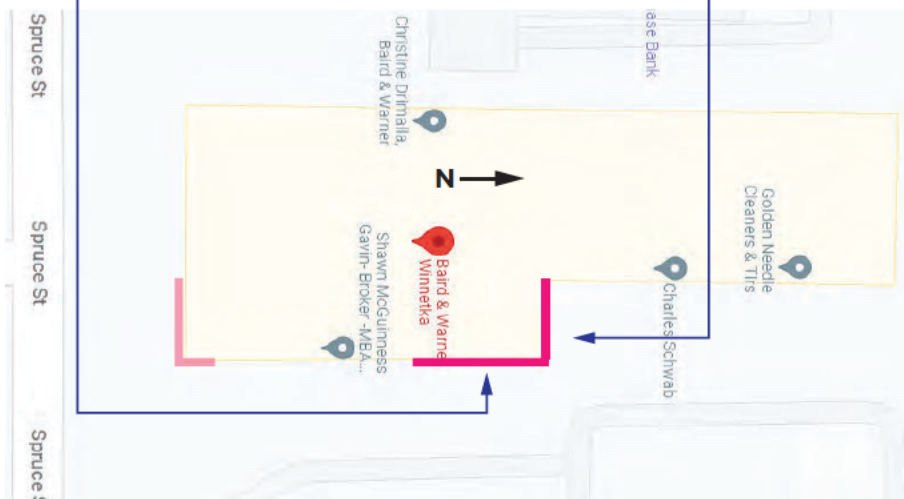 Spruce St
Christine Drimalla,
Baird & Warner
ase Bank
N
Golden Needle
Cleaners & Tlrs
Spruce St
Shawn McGuinness
Gavin- Broker -MBA...
Baird & Warne
Winnetka
Charles Schwab
Spruce S